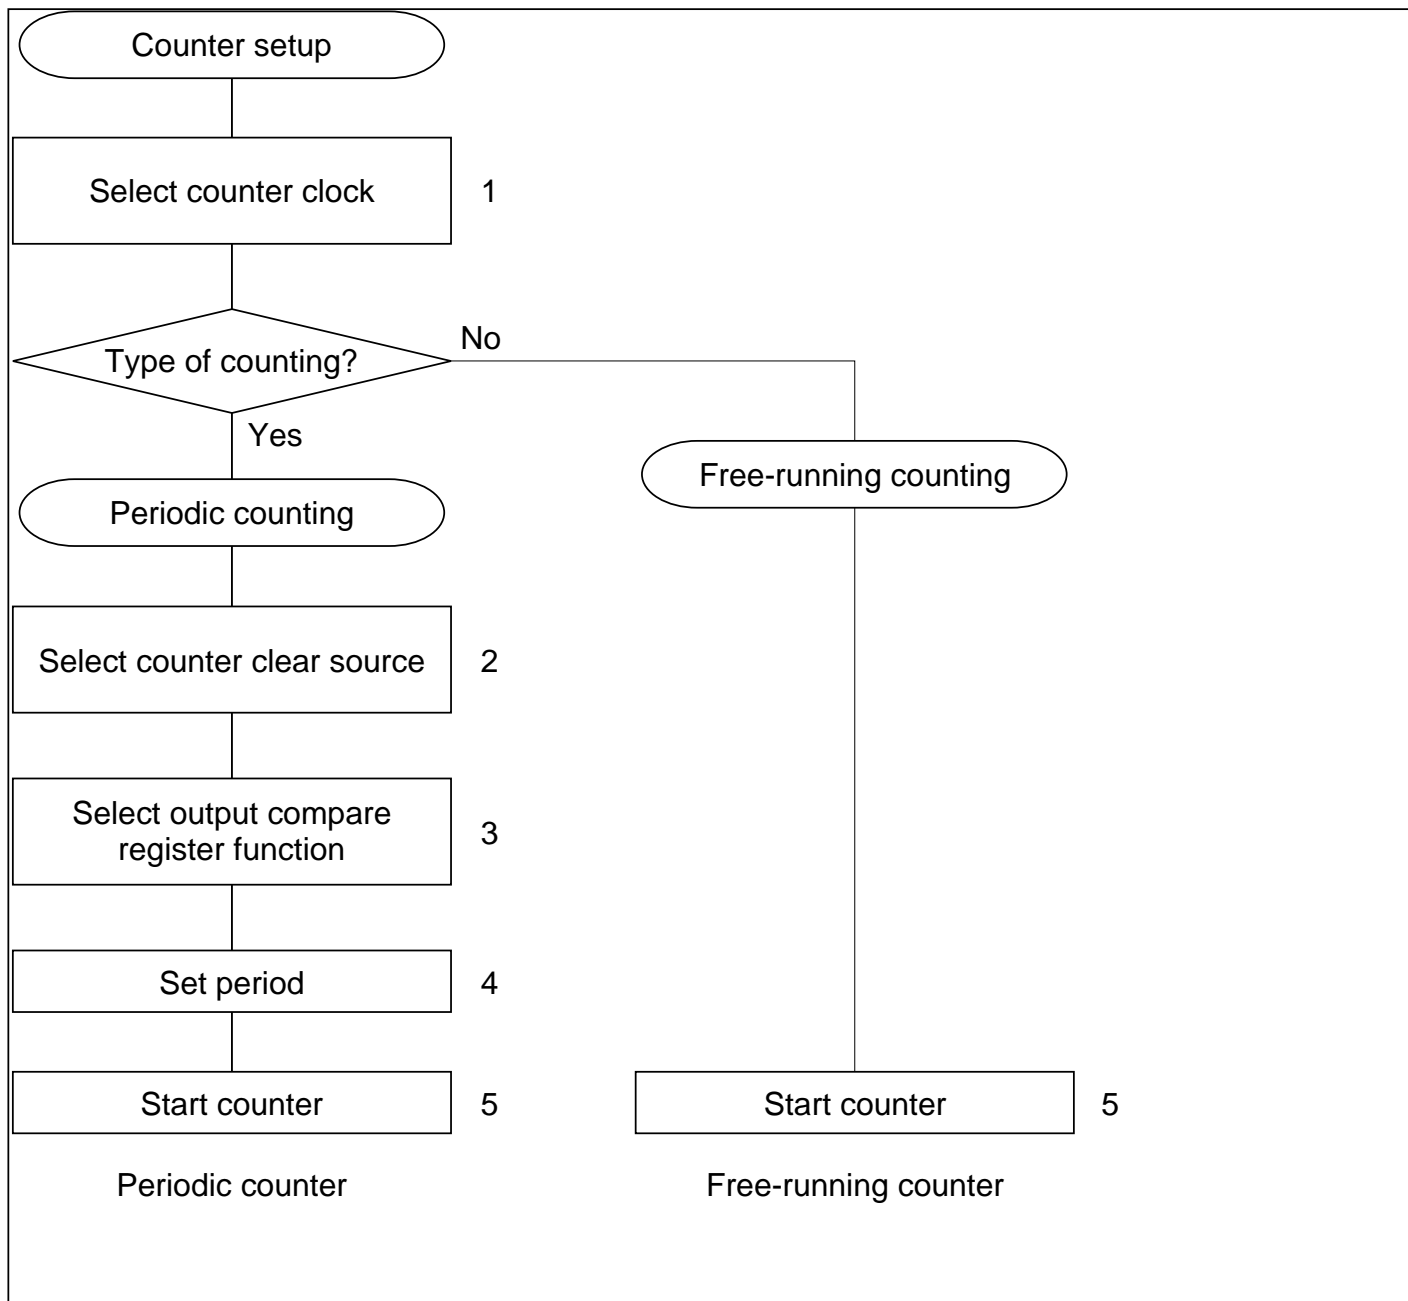 Counter setup
Select counter clock
1
Type of counting?
No
Yes
Free-running counting
Periodic counting
Select counter clear source
2
Select output compare
register function
3
Set period
4
Start counter
5
Start counter
5
Periodic counter
Free-running counter